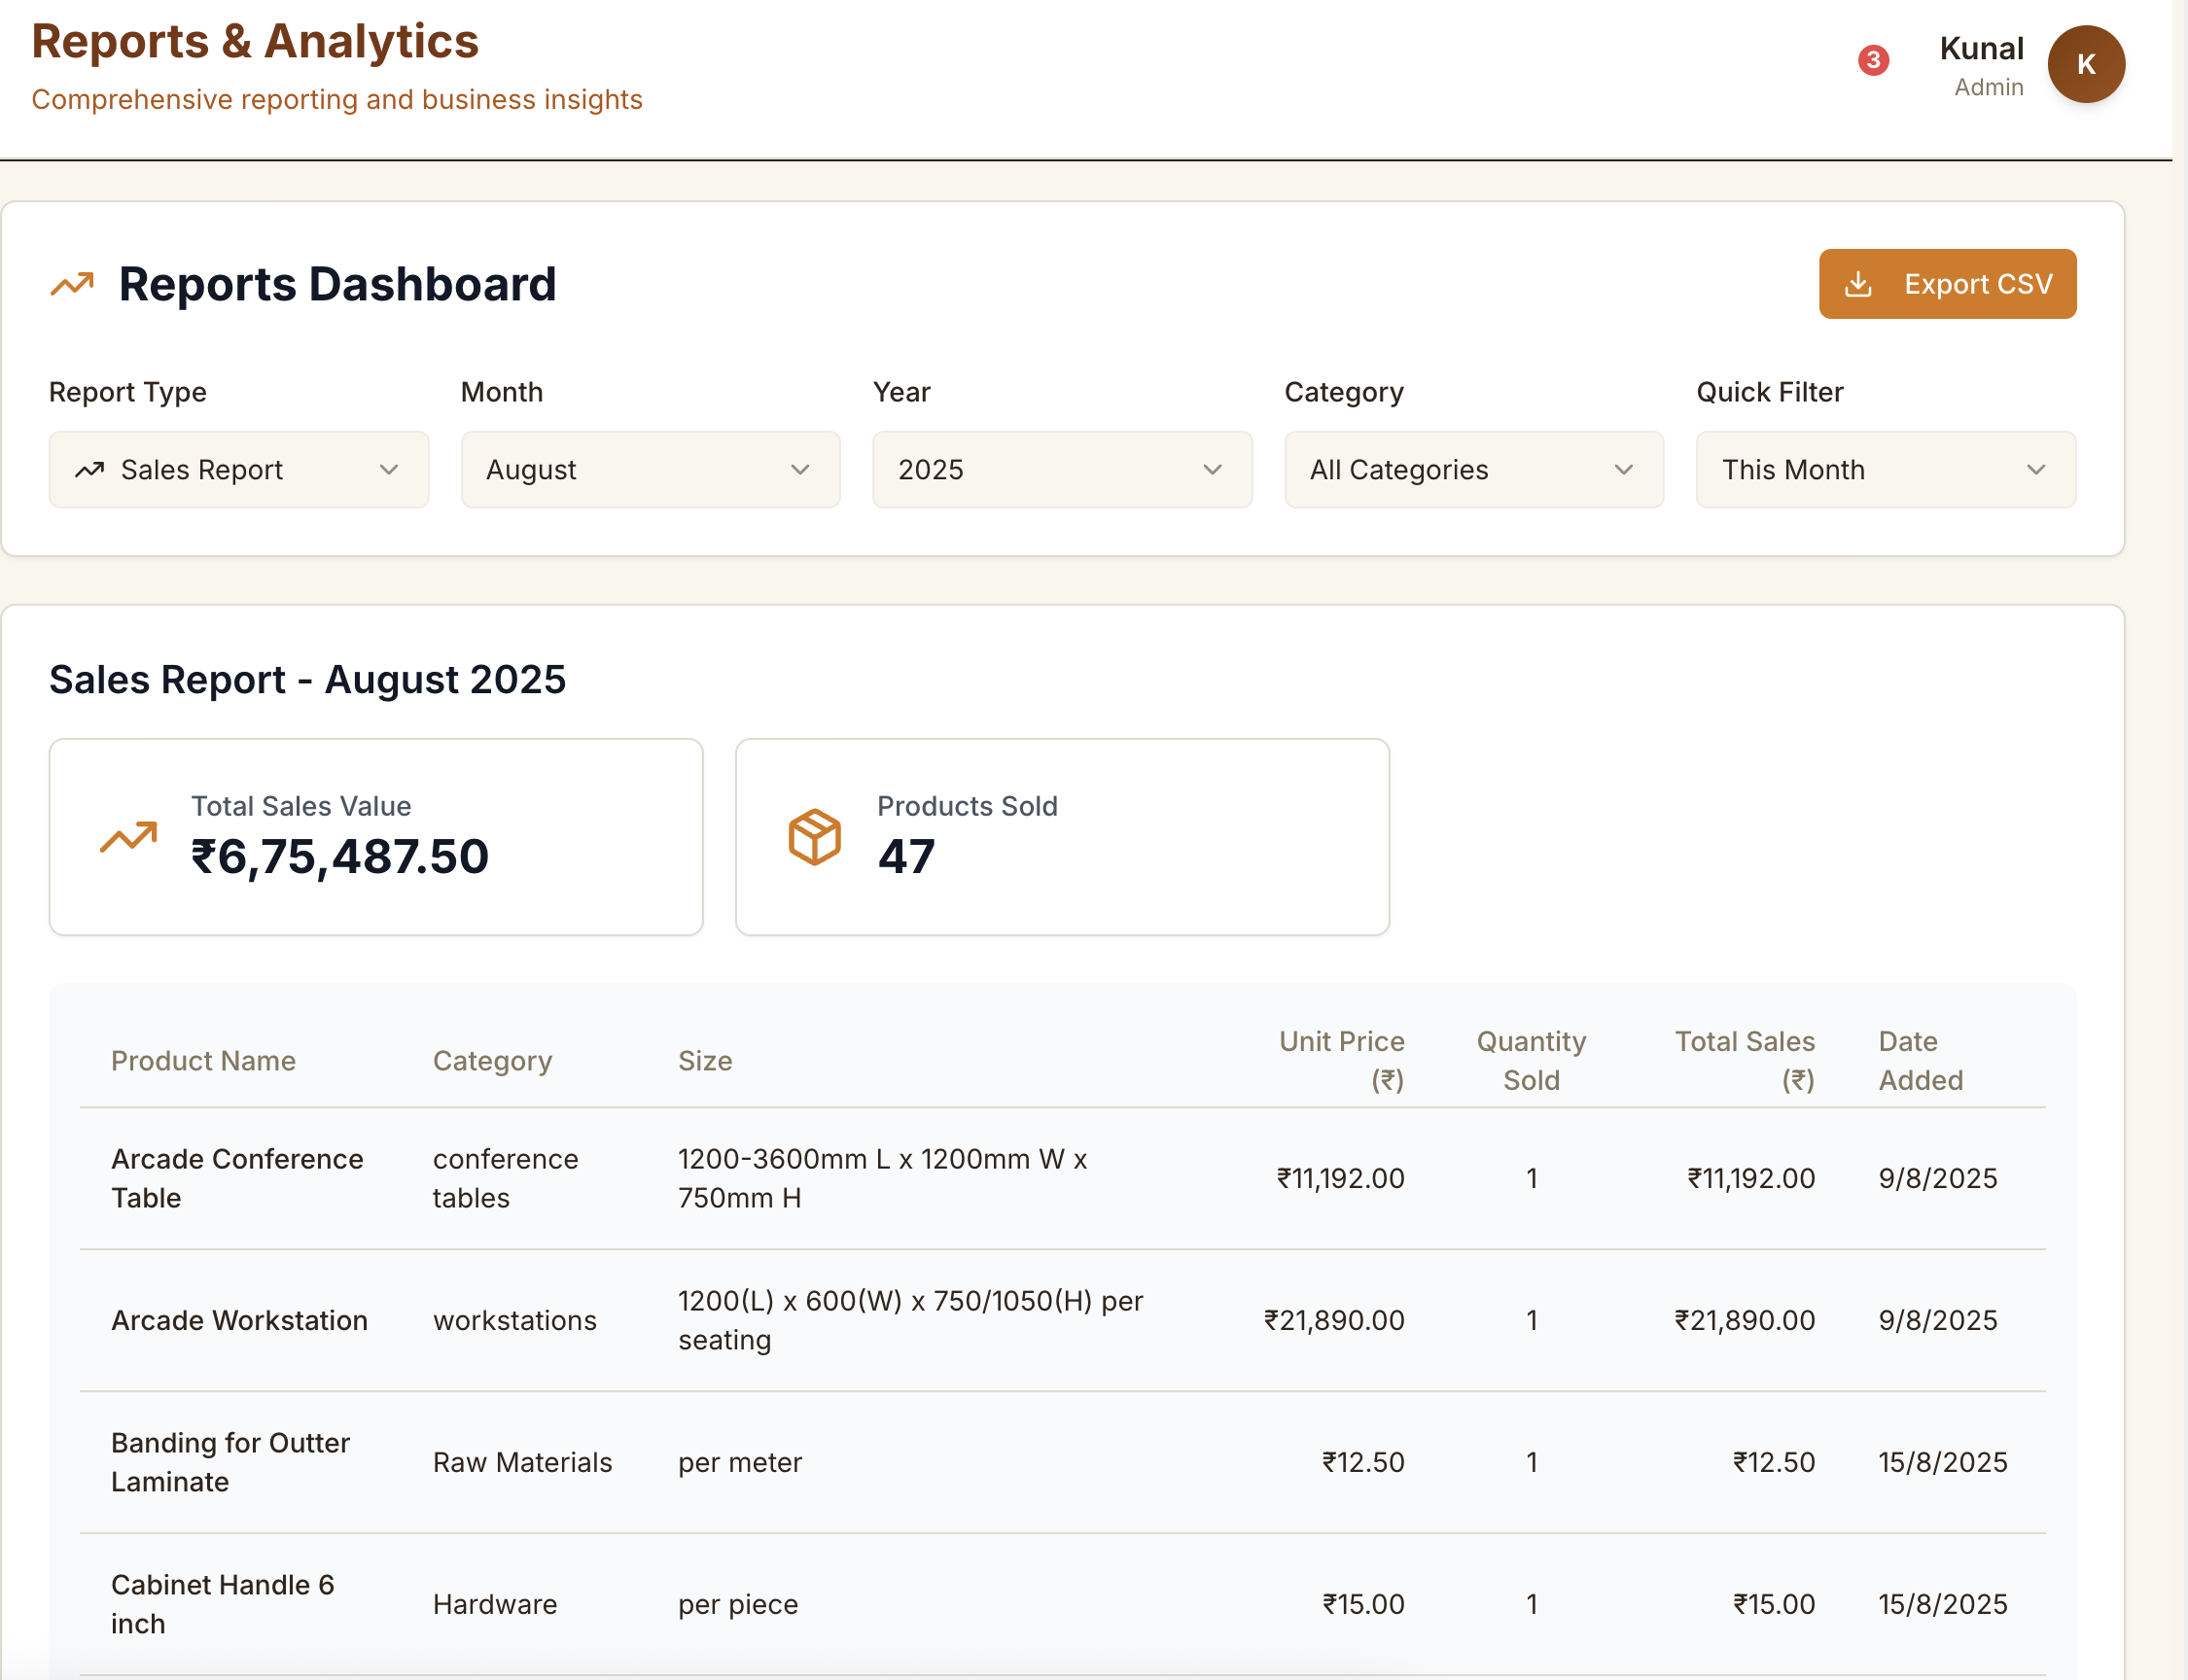 Reports & Analytics
Comprehensive reporting and business insights
3
Kunal
Admin
K
Reports Dashboard
Export CSV
Report Type
Month
Year
Category
Quick Filter
Sales Report
August
2025
All Categories
This Month
Sales Report - August 2025
Total Sales Value
₹6,75,487.50
Products Sold
47
Product Name
Category
Size
Unit Price
(₹)
Quantity
Sold
Total Sales
(₹)
Date
Added
Arcade Conference
Table
conference
tables
1200-3600mm L x 1200mm W x
750mm H
₹11,192.00
1
₹11,192.00
9/8/2025
Arcade Workstation
workstations
1200(L) x 600(W) x 750/1050(H) per
seating
₹21,890.00
1
₹21,890.00
9/8/2025
Banding for Outter
Laminate
Raw Materials
per meter
₹12.50
1
₹12.50
15/8/2025
Cabinet Handle 6
inch
Hardware
per piece
₹15.00
1
₹15.00
15/8/2025